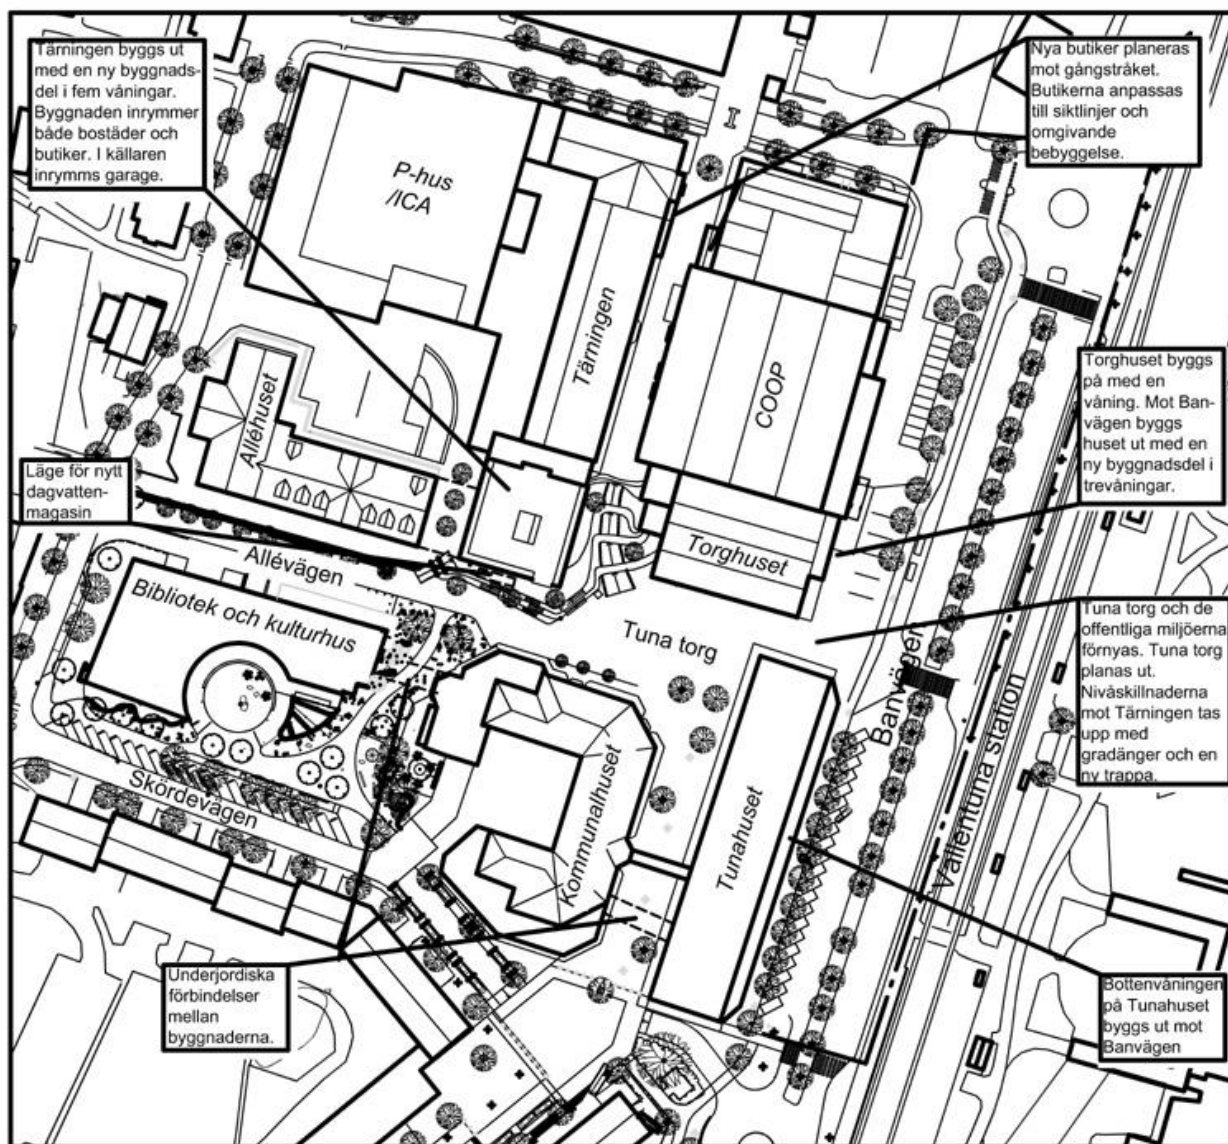 Tärningen byggs ut
med en ny byggnads-
del i fem våningar.
Byggnaden inrymmer
både bostäder och
butiker. I källaren
inrymms garage.
Nya butiker planeras
mot gångstråket.
Butikerna anpassas
till siktlinjer och
omgivande
bebyggelse.
P-hus
/ICA
Tärningen
COOP
Alléhuset
Torghuset byggs
på med en
våning. Mot Ban-
vägen byggs
huset ut med en
ny byggnadsdel i
trevåningar.
Läge för nytt
dagvatten-
magasin
Allévägen
Torghuset
Bibliotek och kulturhus
Tuna torg
Tuna torg och de
offentliga miljöerna
förnyas. Tuna torg
planas ut.
Nivåskillnaderna
mot Tärningen tas
upp med
gradänger och en
ny trappa.
Banvägen
Vallentuna station
Skördevägen
Kommunalhuset
Tunahuset
Underjordiska
förbindelser
mellan
byggnaderna.
Bottenvåningen
på Tunahuset
byggs ut mot
Banvägen